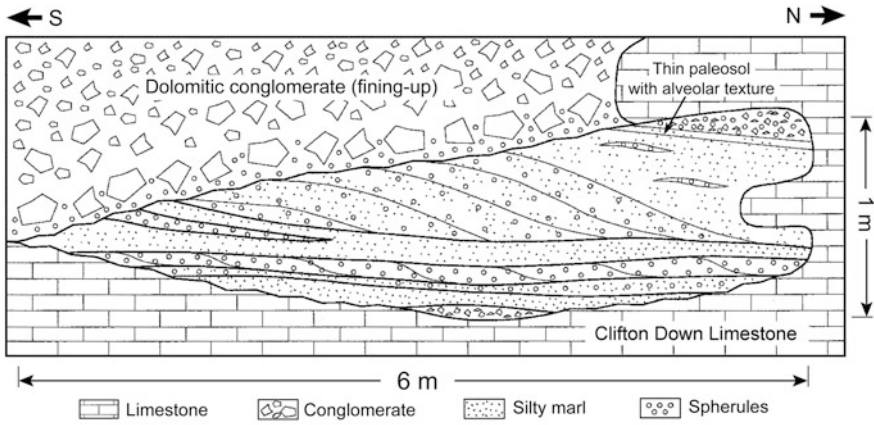 S
N
Thin paleosol
with alveolar texture
Dolomitic conglomerate (fining-up)
1 m
Clifton Down Limestone
6 m
Limestone
Conglomerate
Silty marl
Spherules